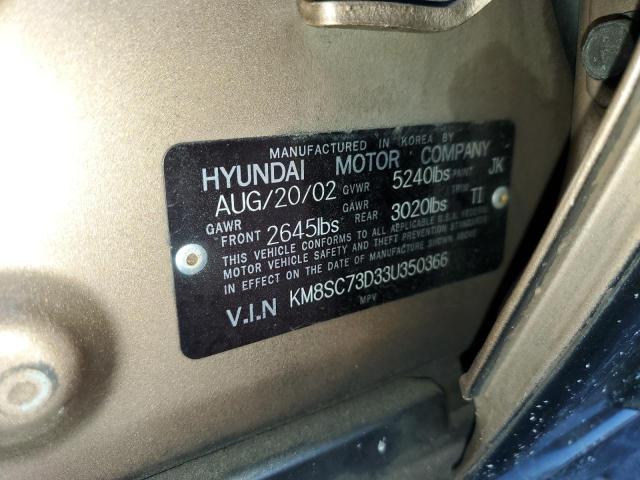 MANUFACTURED IN KOREA BY
HYUNDAI MOTOR COMPANY
AUG/20/02 GVWR 5240lbs PAINT JK
GAWR FRONT 2645lbs GAWR REAR 3020lbs TRIM TI
THIS VEHICLE CONFORMS TO ALL APPLICABLE U.S.A. FEDERAL
MOTOR VEHICLE SAFETY AND THEFT PREVENTION STANDARDS
IN EFFECT ON THE DATE OF MANUFACTURE SHOWN ABOVE
V.I.N KM8SC73D33U350366
MPV